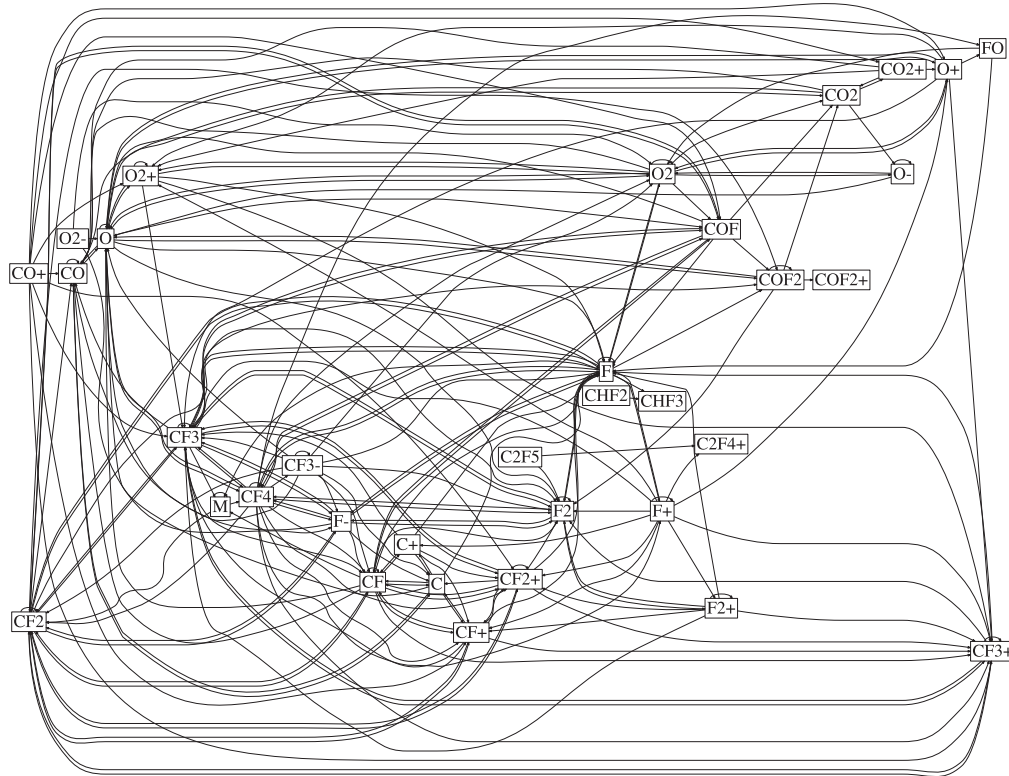 FO
CO2+
O+
CO2
O2+
O2
O-
COF
O2-
O
CO+
CO
COF2
COF2+
F
CHF2
CHF3
CF3
C2F4+
C2F5
CF3-
CF4
M
F-
F2
F+
C+
CF
C
CF2+
F2+
CF2
CF+
CF3+